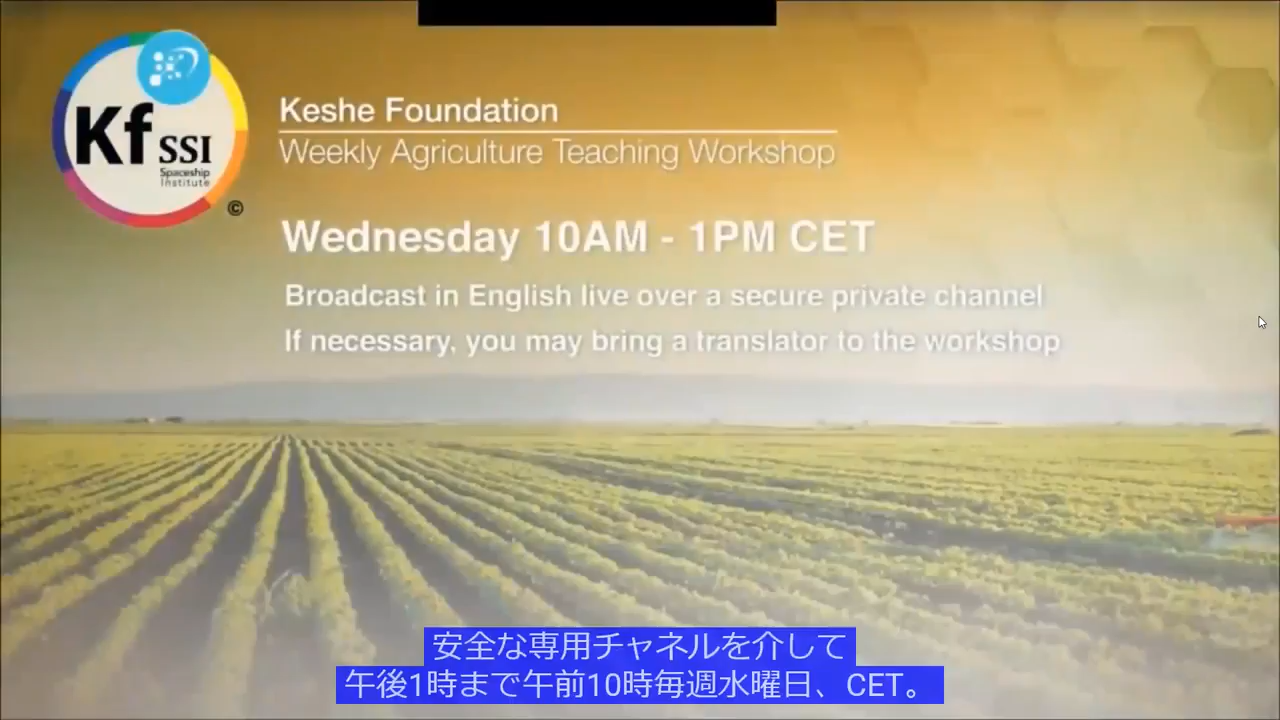 Kf SSI
Spaceship
Institute
©
Keshe Foundation
Weekly Agriculture Teaching Workshop
Wednesday 10AM - 1PM CET
Broadcast in English live over a secure private channel
If necessary, you may bring a translator to the workshop
安全な専用チャネルを介して
午後1時まで午前10時毎週水曜日、CET。